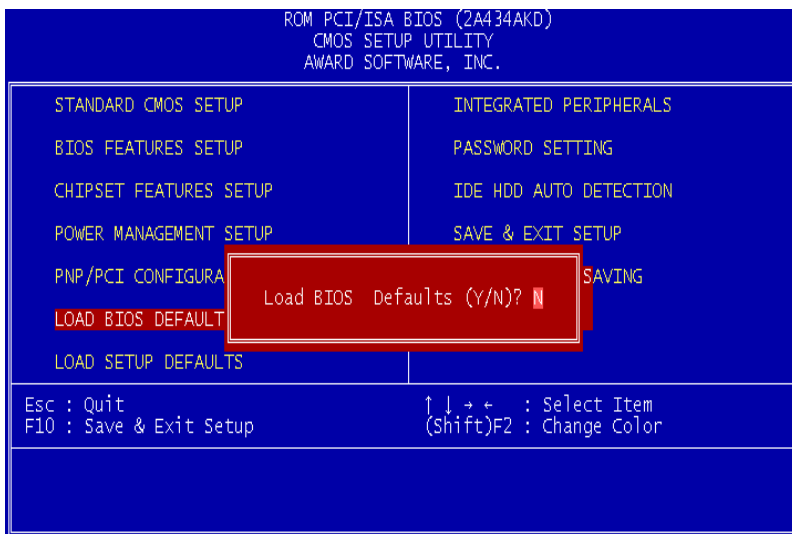 ROM PCI/ISA BIOS (2A434AKD)
CMOS SETUP UTILITY
AWARD SOFTWARE, INC.
STANDARD CMOS SETUP
BIOS FEATURES SETUP
CHIPSET FEATURES SETUP
POWER MANAGEMENT SETUP
PNP/PCI CONFIGURA
LOAD BIOS DEFAULT
LOAD SETUP DEFAULTS
INTEGRATED PERIPHERALS
PASSWORD SETTING
IDE HDD AUTO DETECTION
SAVE & EXIT SETUP
SAVING
Load BIOS Defaults (Y/N)? N
Esc : Quit
F10 : Save & Exit Setup
↑ ↓ → ← : Select Item
(Shift)F2 : Change Color